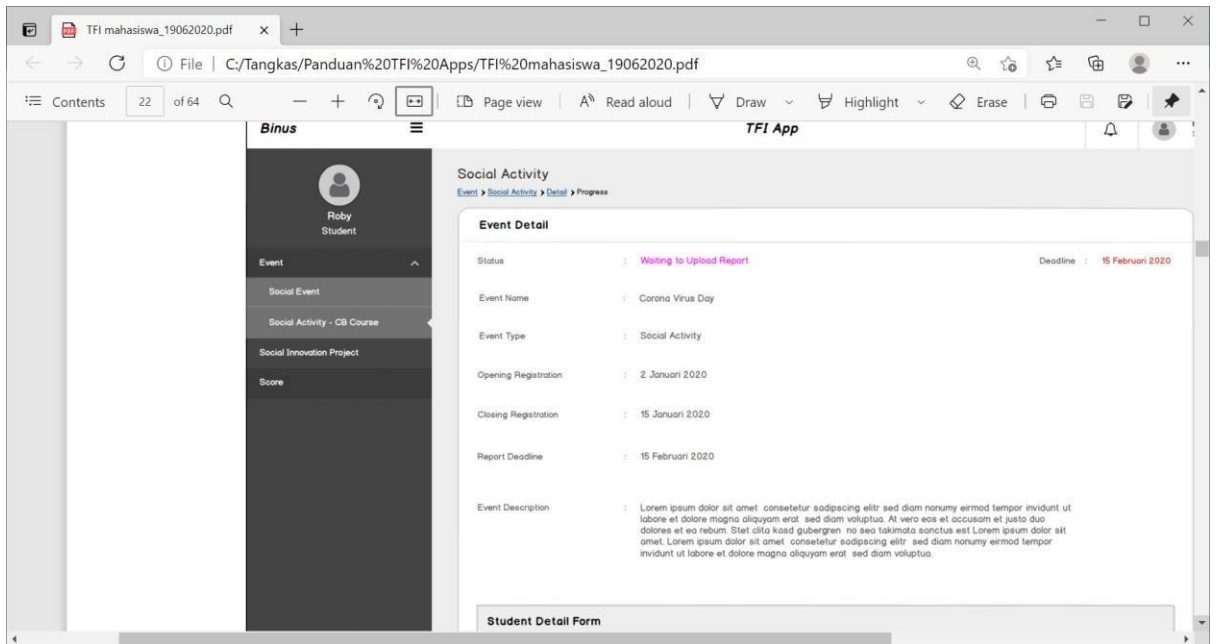 TFI mahasiswa_19062020.pdf
File | C:/Tangkas/Panduan%20TFI%20Apps/TFI%20mahasiswa_19062020.pdf
Contents 22 of 64 Page view Read aloud Draw Highlight Erase
Binus TFI App
Roby
Student
Event
Social Event
Social Activity - CB Course
Social Innovation Project
Score
Social Activity
Event > Social Activity > Detail > Progress
Event Detail
Status : Waiting to Upload Report Deadline : 15 Februari 2020
Event Name : Corona Virus Day
Event Type : Social Activity
Opening Registration : 2 Januari 2020
Closing Registration : 15 Januari 2020
Report Deadline : 15 Februari 2020
Event Description : Lorem ipsum dolor sit amet consetetur sadipscing elitr sed diam nonumy eirmod tempor invidunt ut
labore et dolore magna aliquyam erat sed diam voluptua. At vero eos et accusam et justo duo
dolores et ea rebum. Stet clita kasd gubergren no sea takimata sanctus est Lorem ipsum dolor sit
amet. Lorem ipsum dolor sit amet consetetur sadipscing elitr sed diam nonumy eirmod tempor
invidunt ut labore et dolore magna aliquyam erat sed diam voluptua.
Student Detail Form